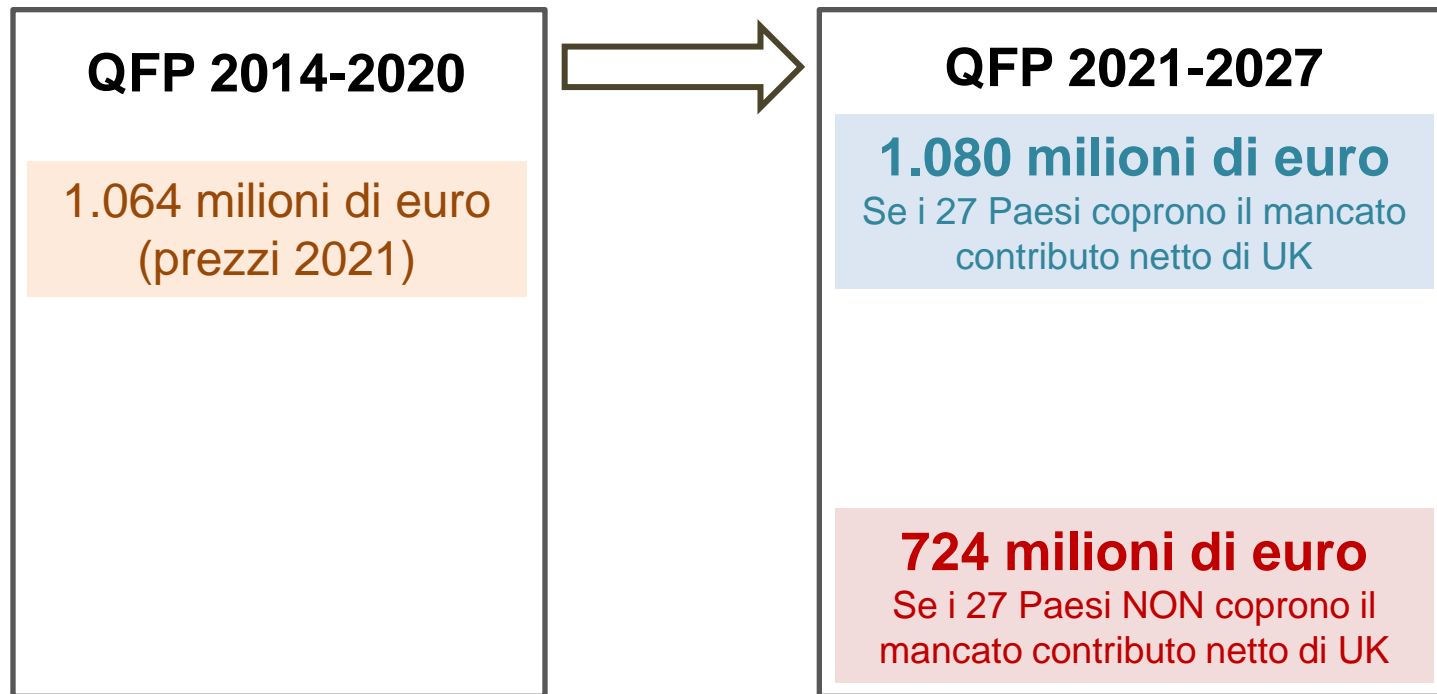 QFP 2014-2020
1.064 milioni di euro
(prezzi 2021)
QFP 2021-2027
1.080 milioni di euro
Se i 27 Paesi coprono il mancato
contributo netto di UK
724 milioni di euro
Se i 27 Paesi NON coprono il
mancato contributo netto di UK